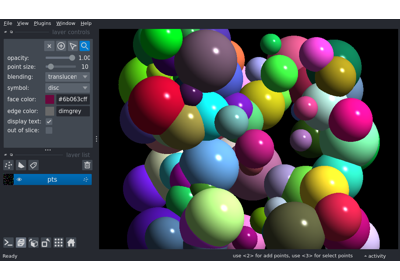 File View Plugins Window Help
layer controls
opacity: 1.00
point size: 10
blending: translucen
symbol: disc
face color: #6b063cff
edge color: dimgrey
display text:
out of slice:
layer list
pts
Ready use <2> for add points, use <3> for select points activity